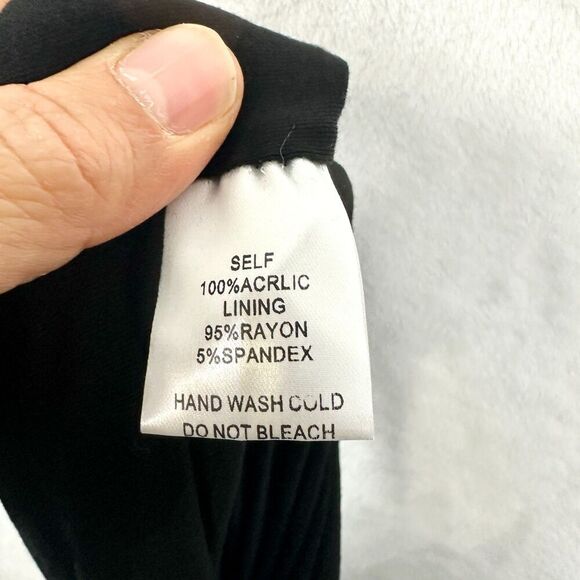 SELF
100%ACRLIC
LINING
95%RAYON
5%SPANDEX
HAND WASH COLD
DO NOT BLEACH